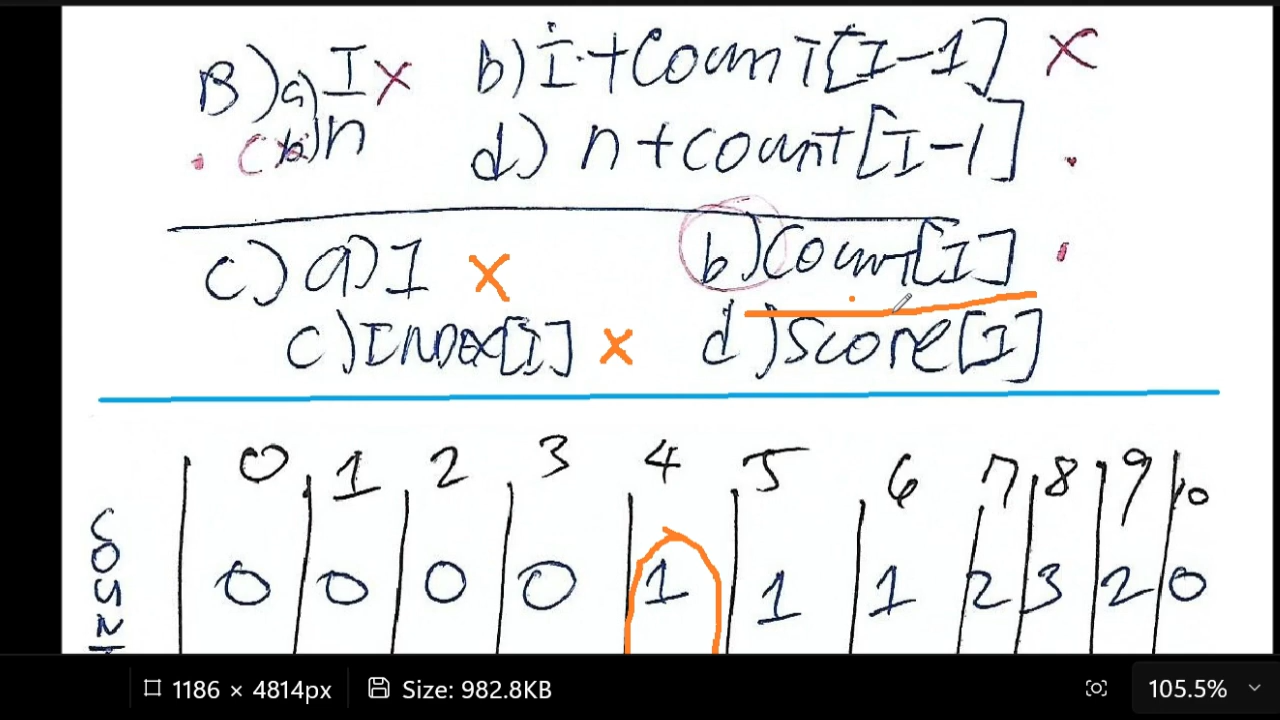 B) a) I x b) I + Count[I-1] x
c) n d) n + count[I-1]
C) a) I x b) Count[I]
c) Index[I] x d) Score[I]
0 1 2 3 4 5 6 7 8 9 10
count 0 0 0 0 1 1 1 2 3 2 0
1186 × 4814px Size: 982.8KB 105.5%